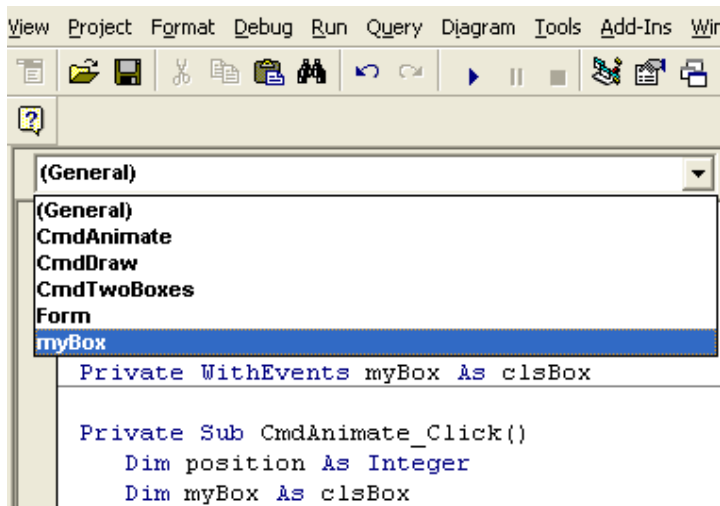 View Project Format Debug Run Query Diagram Tools Add-Ins Win
(General)
(General)
CmdAnimate
CmdDraw
CmdTwoBoxes
Form
myBox
Private WithEvents myBox As clsBox
Private Sub CmdAnimate_Click()
Dim position As Integer
Dim myBox As clsBox